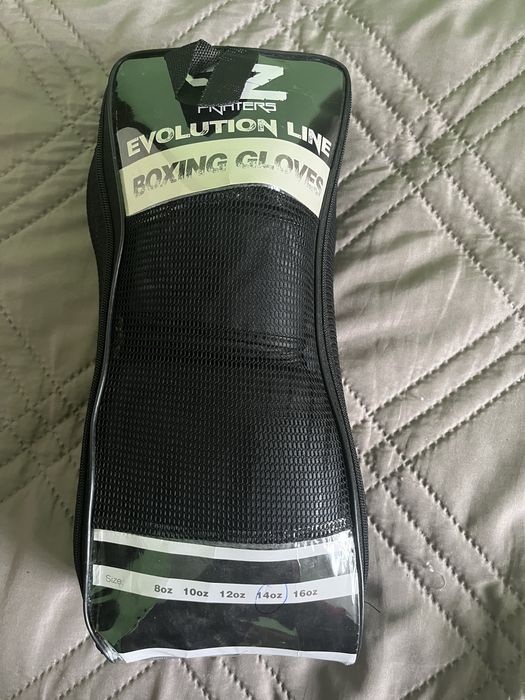 FIGHTERS
EVOLUTION LINE
BOXING GLOVES
Size: 8oz 10oz 12oz 14oz 16oz